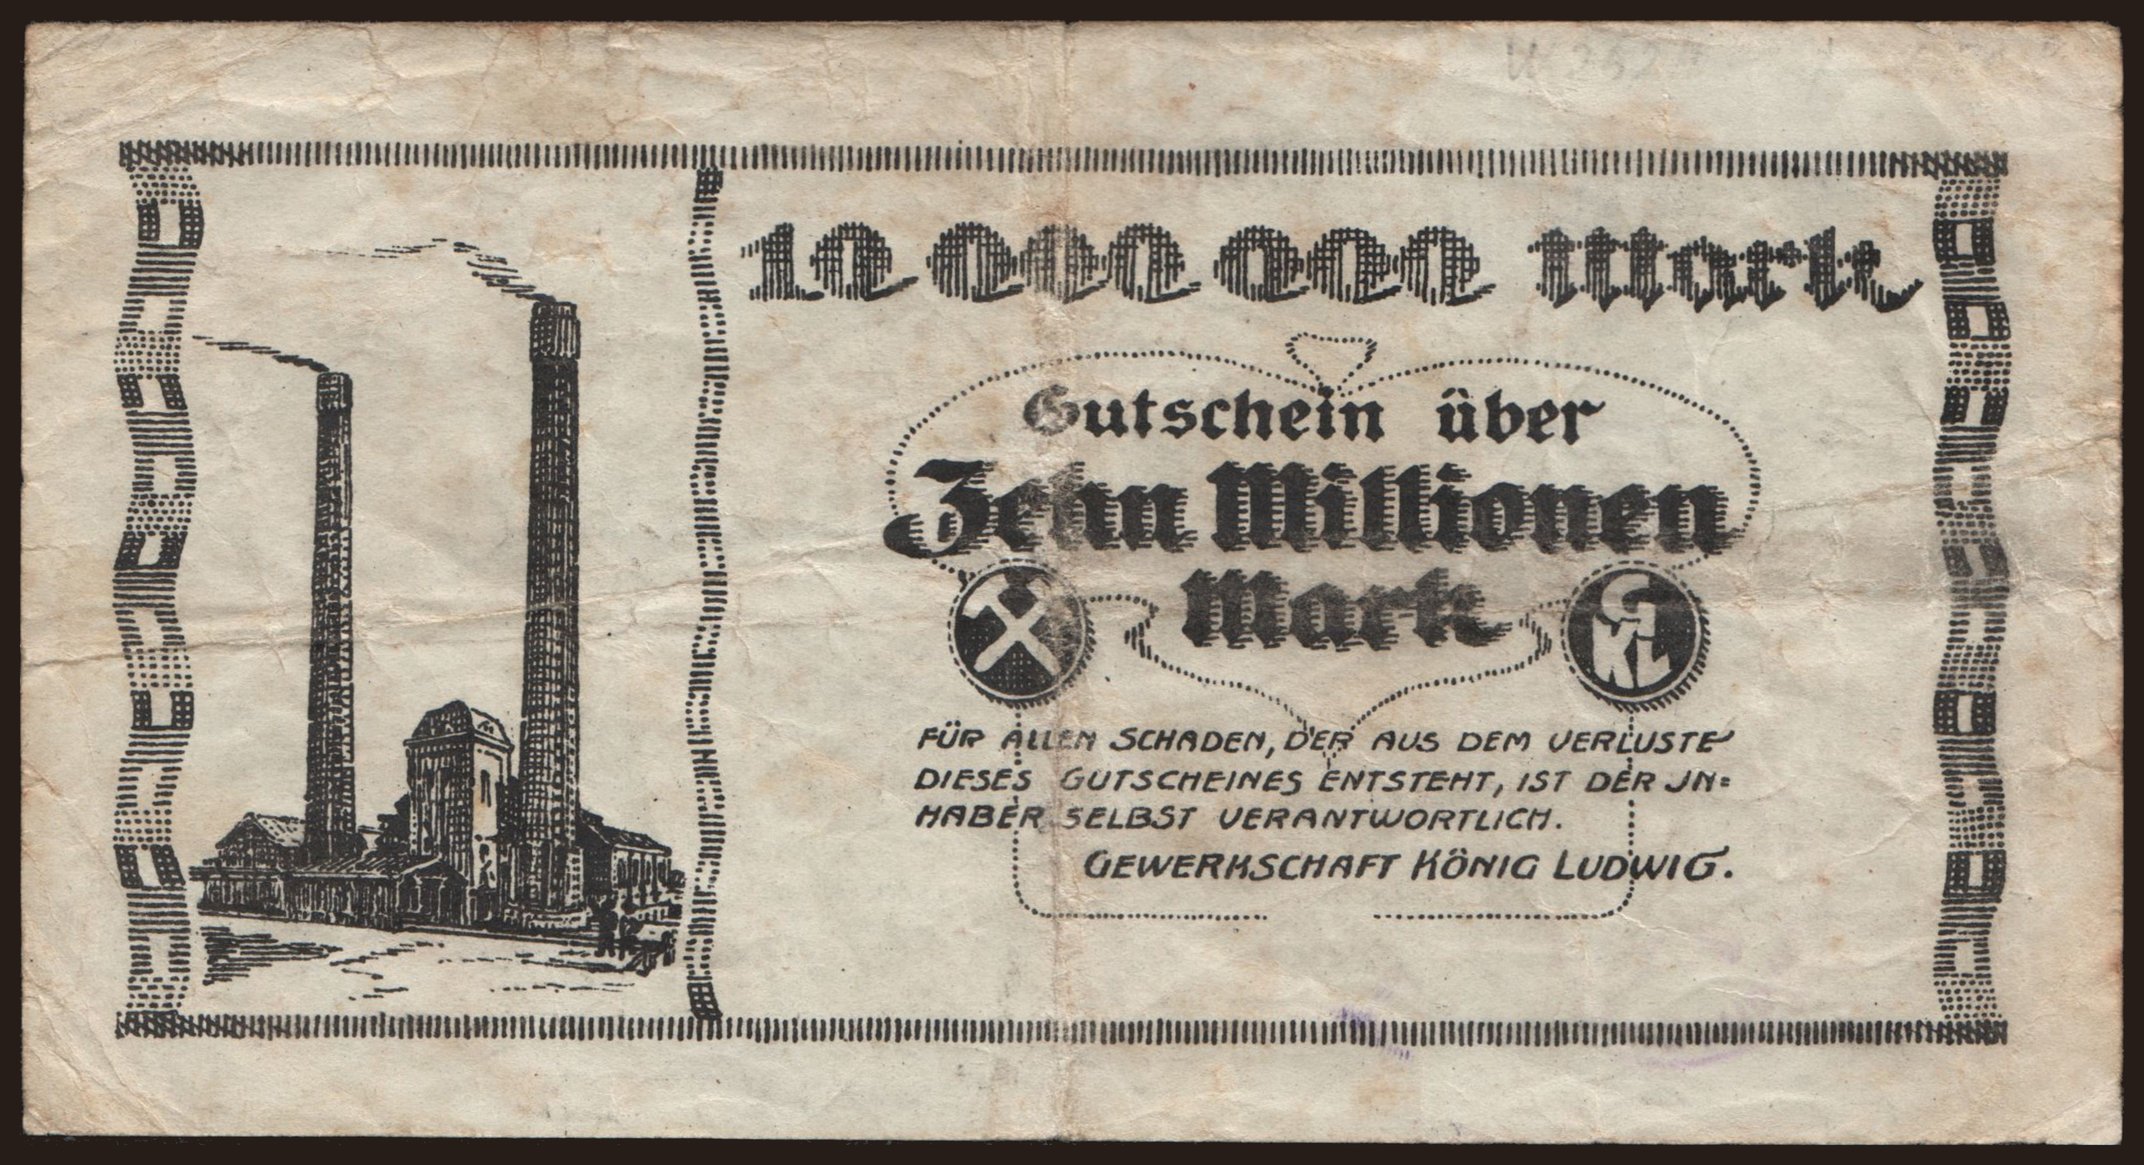 10 000 000 Mark
Gutschein über
Zehn Millionen
Mark
KL
FÜR ALLEN SCHADEN, DER AUS DEM VERLUSTE
DIESES GUTSCHEINES ENTSTEHT, IST DER JN=
HABER SELBST VERANTWORTLICH.
GEWERKSCHAFT KÖNIG LUDWIG.